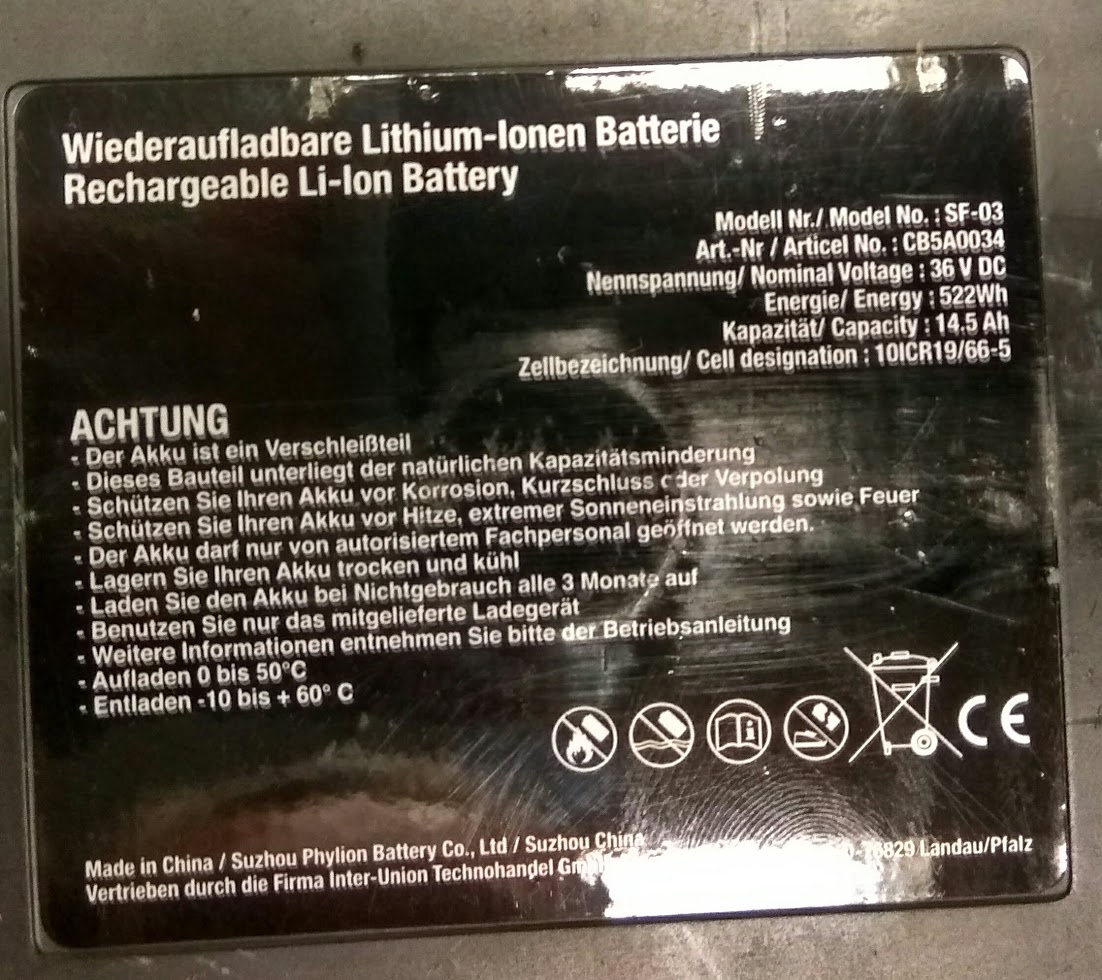 Wiederaufladbare Lithium-Ionen Batterie
Rechargeable Li-Ion Battery
Modell Nr./ Model No. : SF-03
Art.-Nr / Articel No. : CB5A0034
Nennspannung/ Nominal Voltage : 36 V DC
Energie/ Energy : 522Wh
Kapazität/ Capacity : 14.5 Ah
Zellbezeichnung/ Cell designation : 10ICR19/66-5
ACHTUNG
- Der Akku ist ein Verschleißteil
- Dieses Bauteil unterliegt der natürlichen Kapazitätsminderung
- Schützen Sie Ihren Akku vor Korrosion, Kurzschluss oder Verpolung
- Schützen Sie Ihren Akku vor Hitze, extremer Sonneneinstrahlung sowie Feuer
- Der Akku darf nur von autorisiertem Fachpersonal geöffnet werden.
- Lagern Sie Ihren Akku trocken und kühl
- Laden Sie den Akku bei Nichtgebrauch alle 3 Monate auf
- Benutzen Sie nur das mitgelieferte Ladegerät
- Weitere Informationen entnehmen Sie bitte der Betriebsanleitung
- Aufladen 0 bis 50°C
- Entladen -10 bis + 60° C
CE
Made in China / Suzhou Phylion Battery Co., Ltd / Suzhou China
Vertrieben durch die Firma Inter-Union Technohandel 76829 Landau/Pfalz